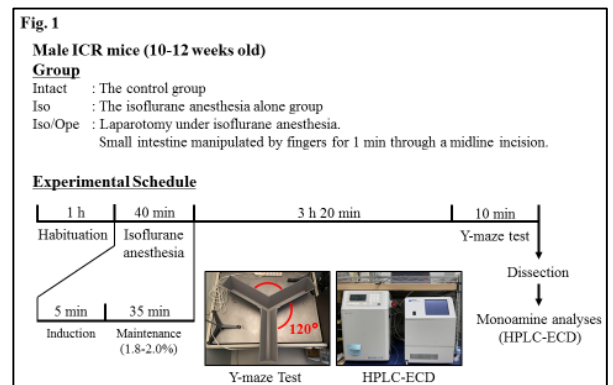 Fig. 1
Male ICR mice (10-12 weeks old)
Group
Intact : The control group
Iso : The isoflurane anesthesia alone group
Iso/Ope : Laparotomy under isoflurane anesthesia.
Small intestine manipulated by fingers for 1 min through a midline incision.
Experimental Schedule
1 h 40 min 3 h 20 min 10 min
Habituation Isoflurane anesthesia Y-maze test
Dissection
5 min 35 min
Induction Maintenance (1.8-2.0%)
120°
Monoamine analyses
(HPLC-ECD)
Y-maze Test HPLC-ECD